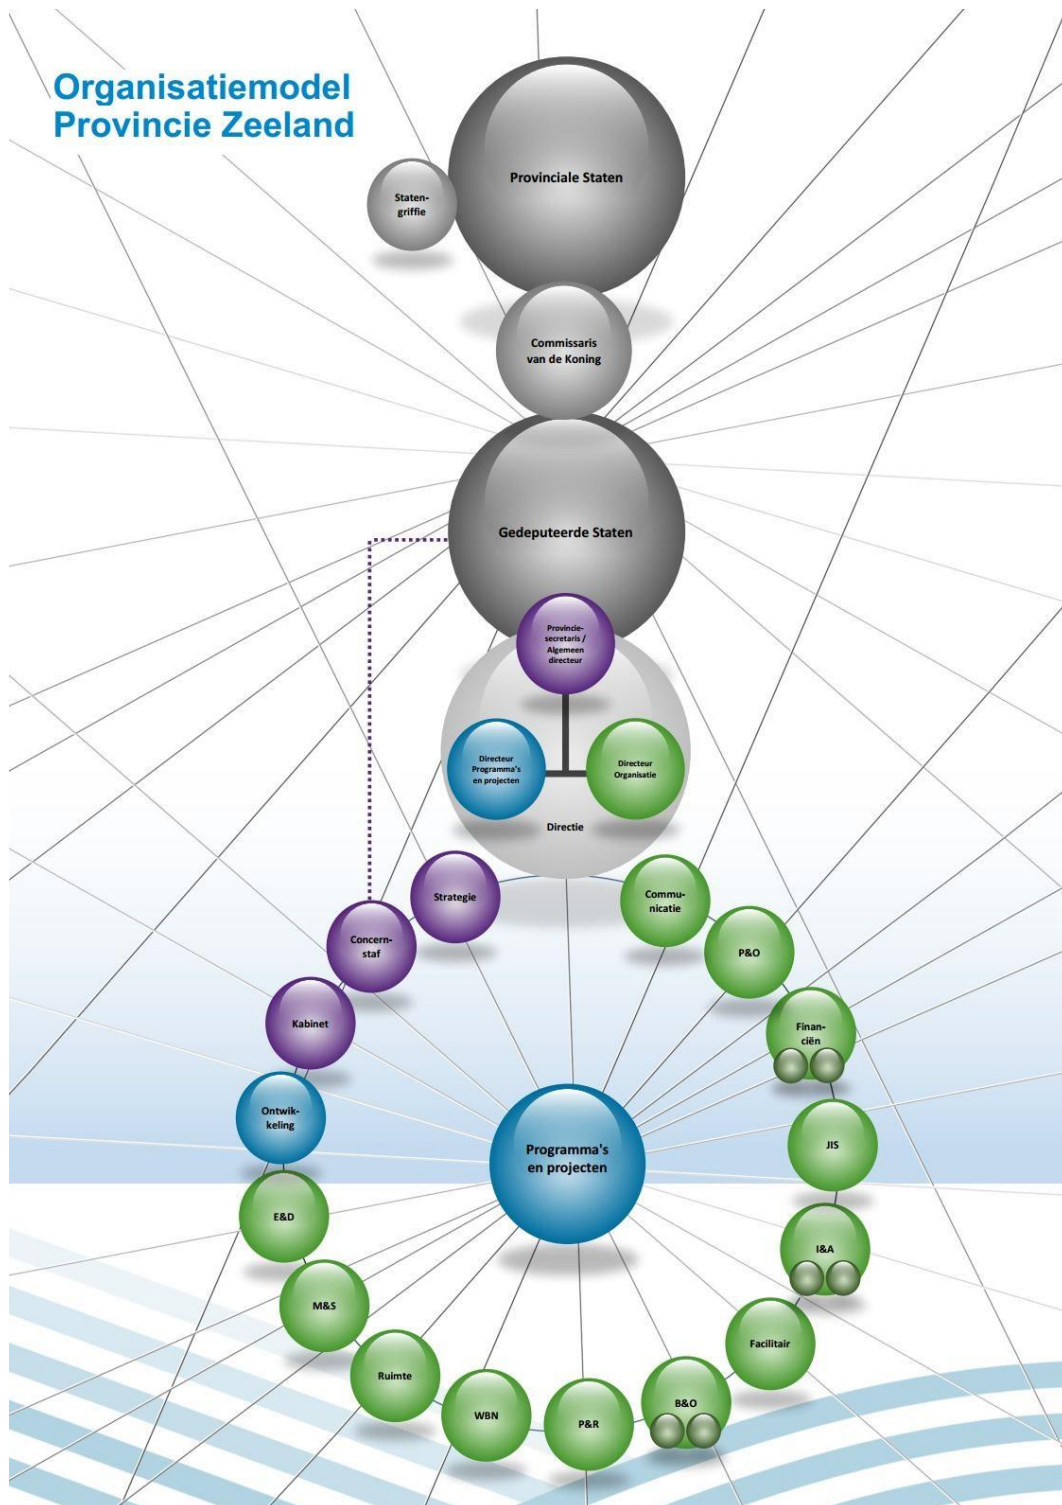 Organisatiemodel
Provincie Zeeland
Provinciale Staten
Staten-
griffie
Commissaris
van de Koning
Gedeputeerde Staten
Provincie-
secretaris /
Algemeen
directeur
Directeur
Programma's
en projecten
Directeur
Organisatie
Directie
Strategie
Commu-
nicatie
Concern-
staf
P&O
Kabinet
Finan-
ciën
Ontwik-
keling
Programma's
en projecten
JIS
E&D
I&A
M&S
Facilitair
Ruimte
WBN
P&R
B&O